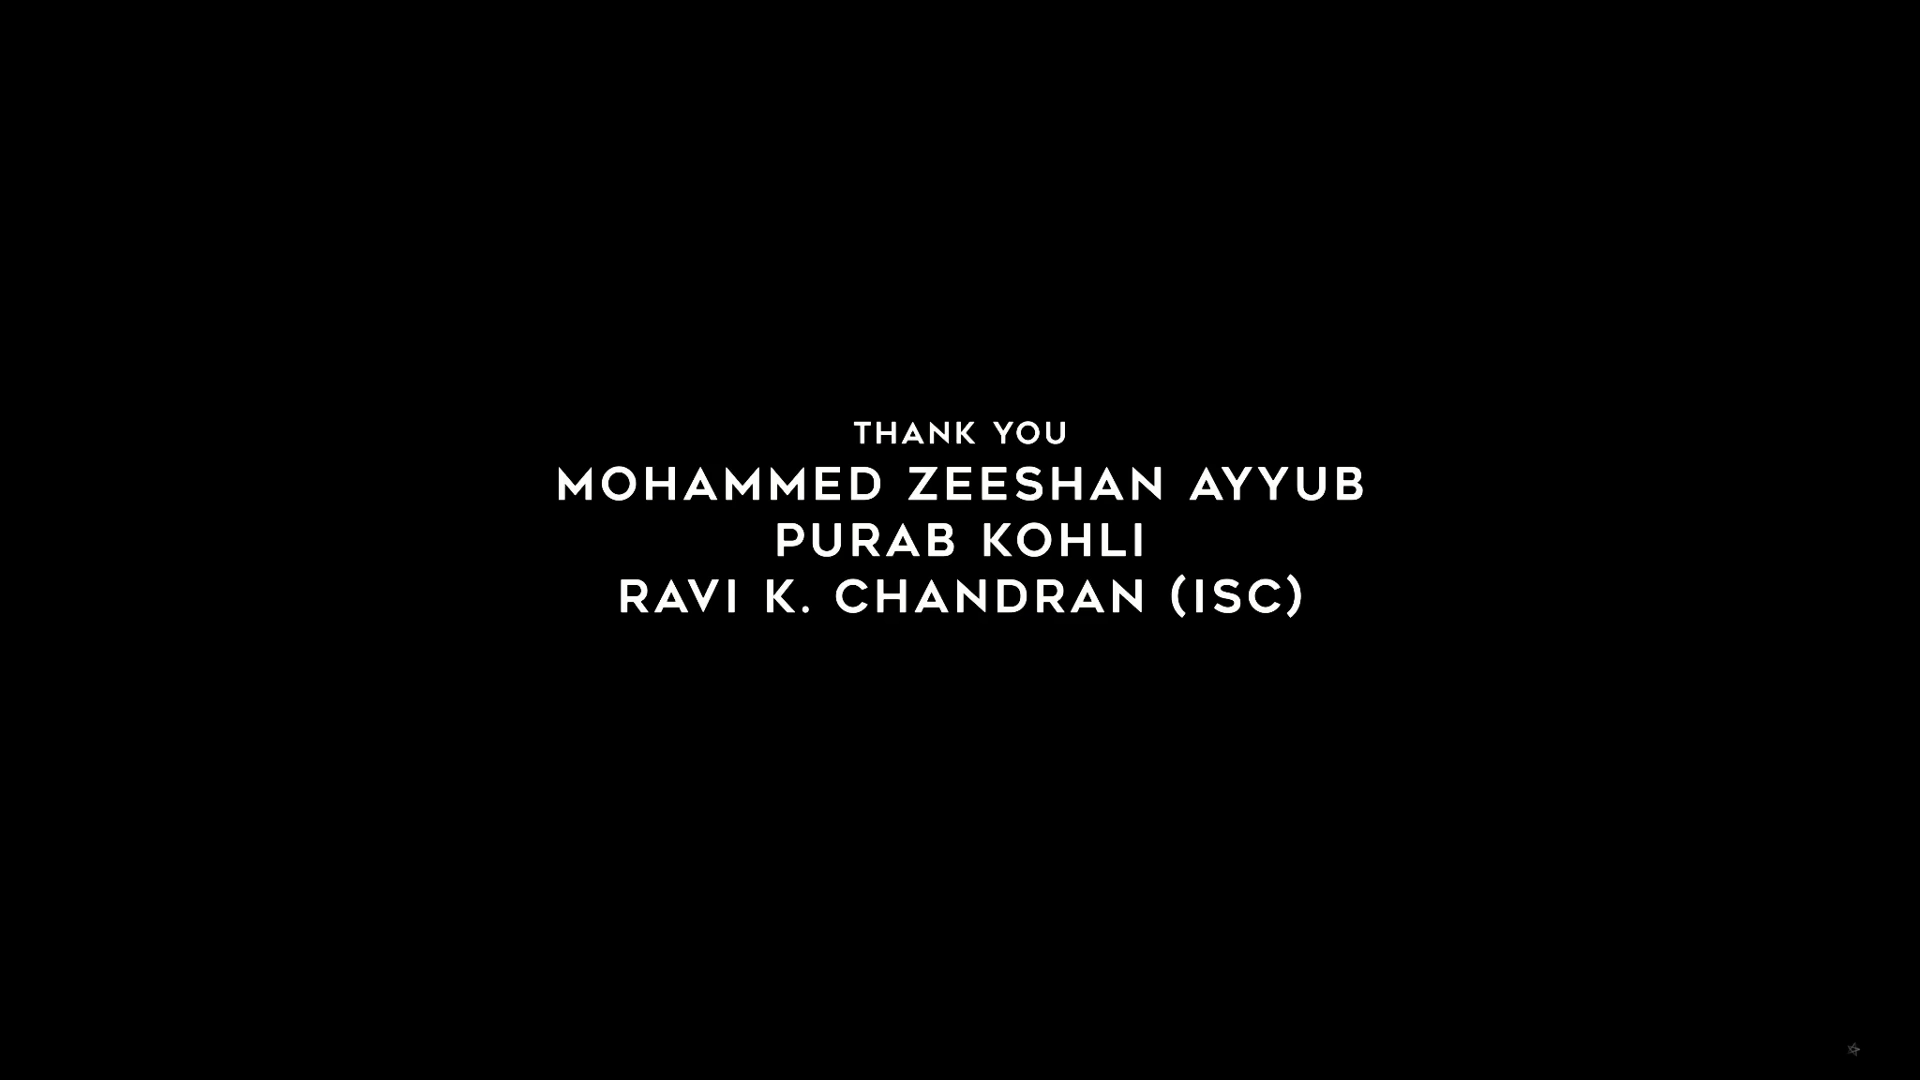 THANK YOU
MOHAMMED ZEESHAN AYYUB
PURAB KOHLI
RAVI K. CHANDRAN (ISC)